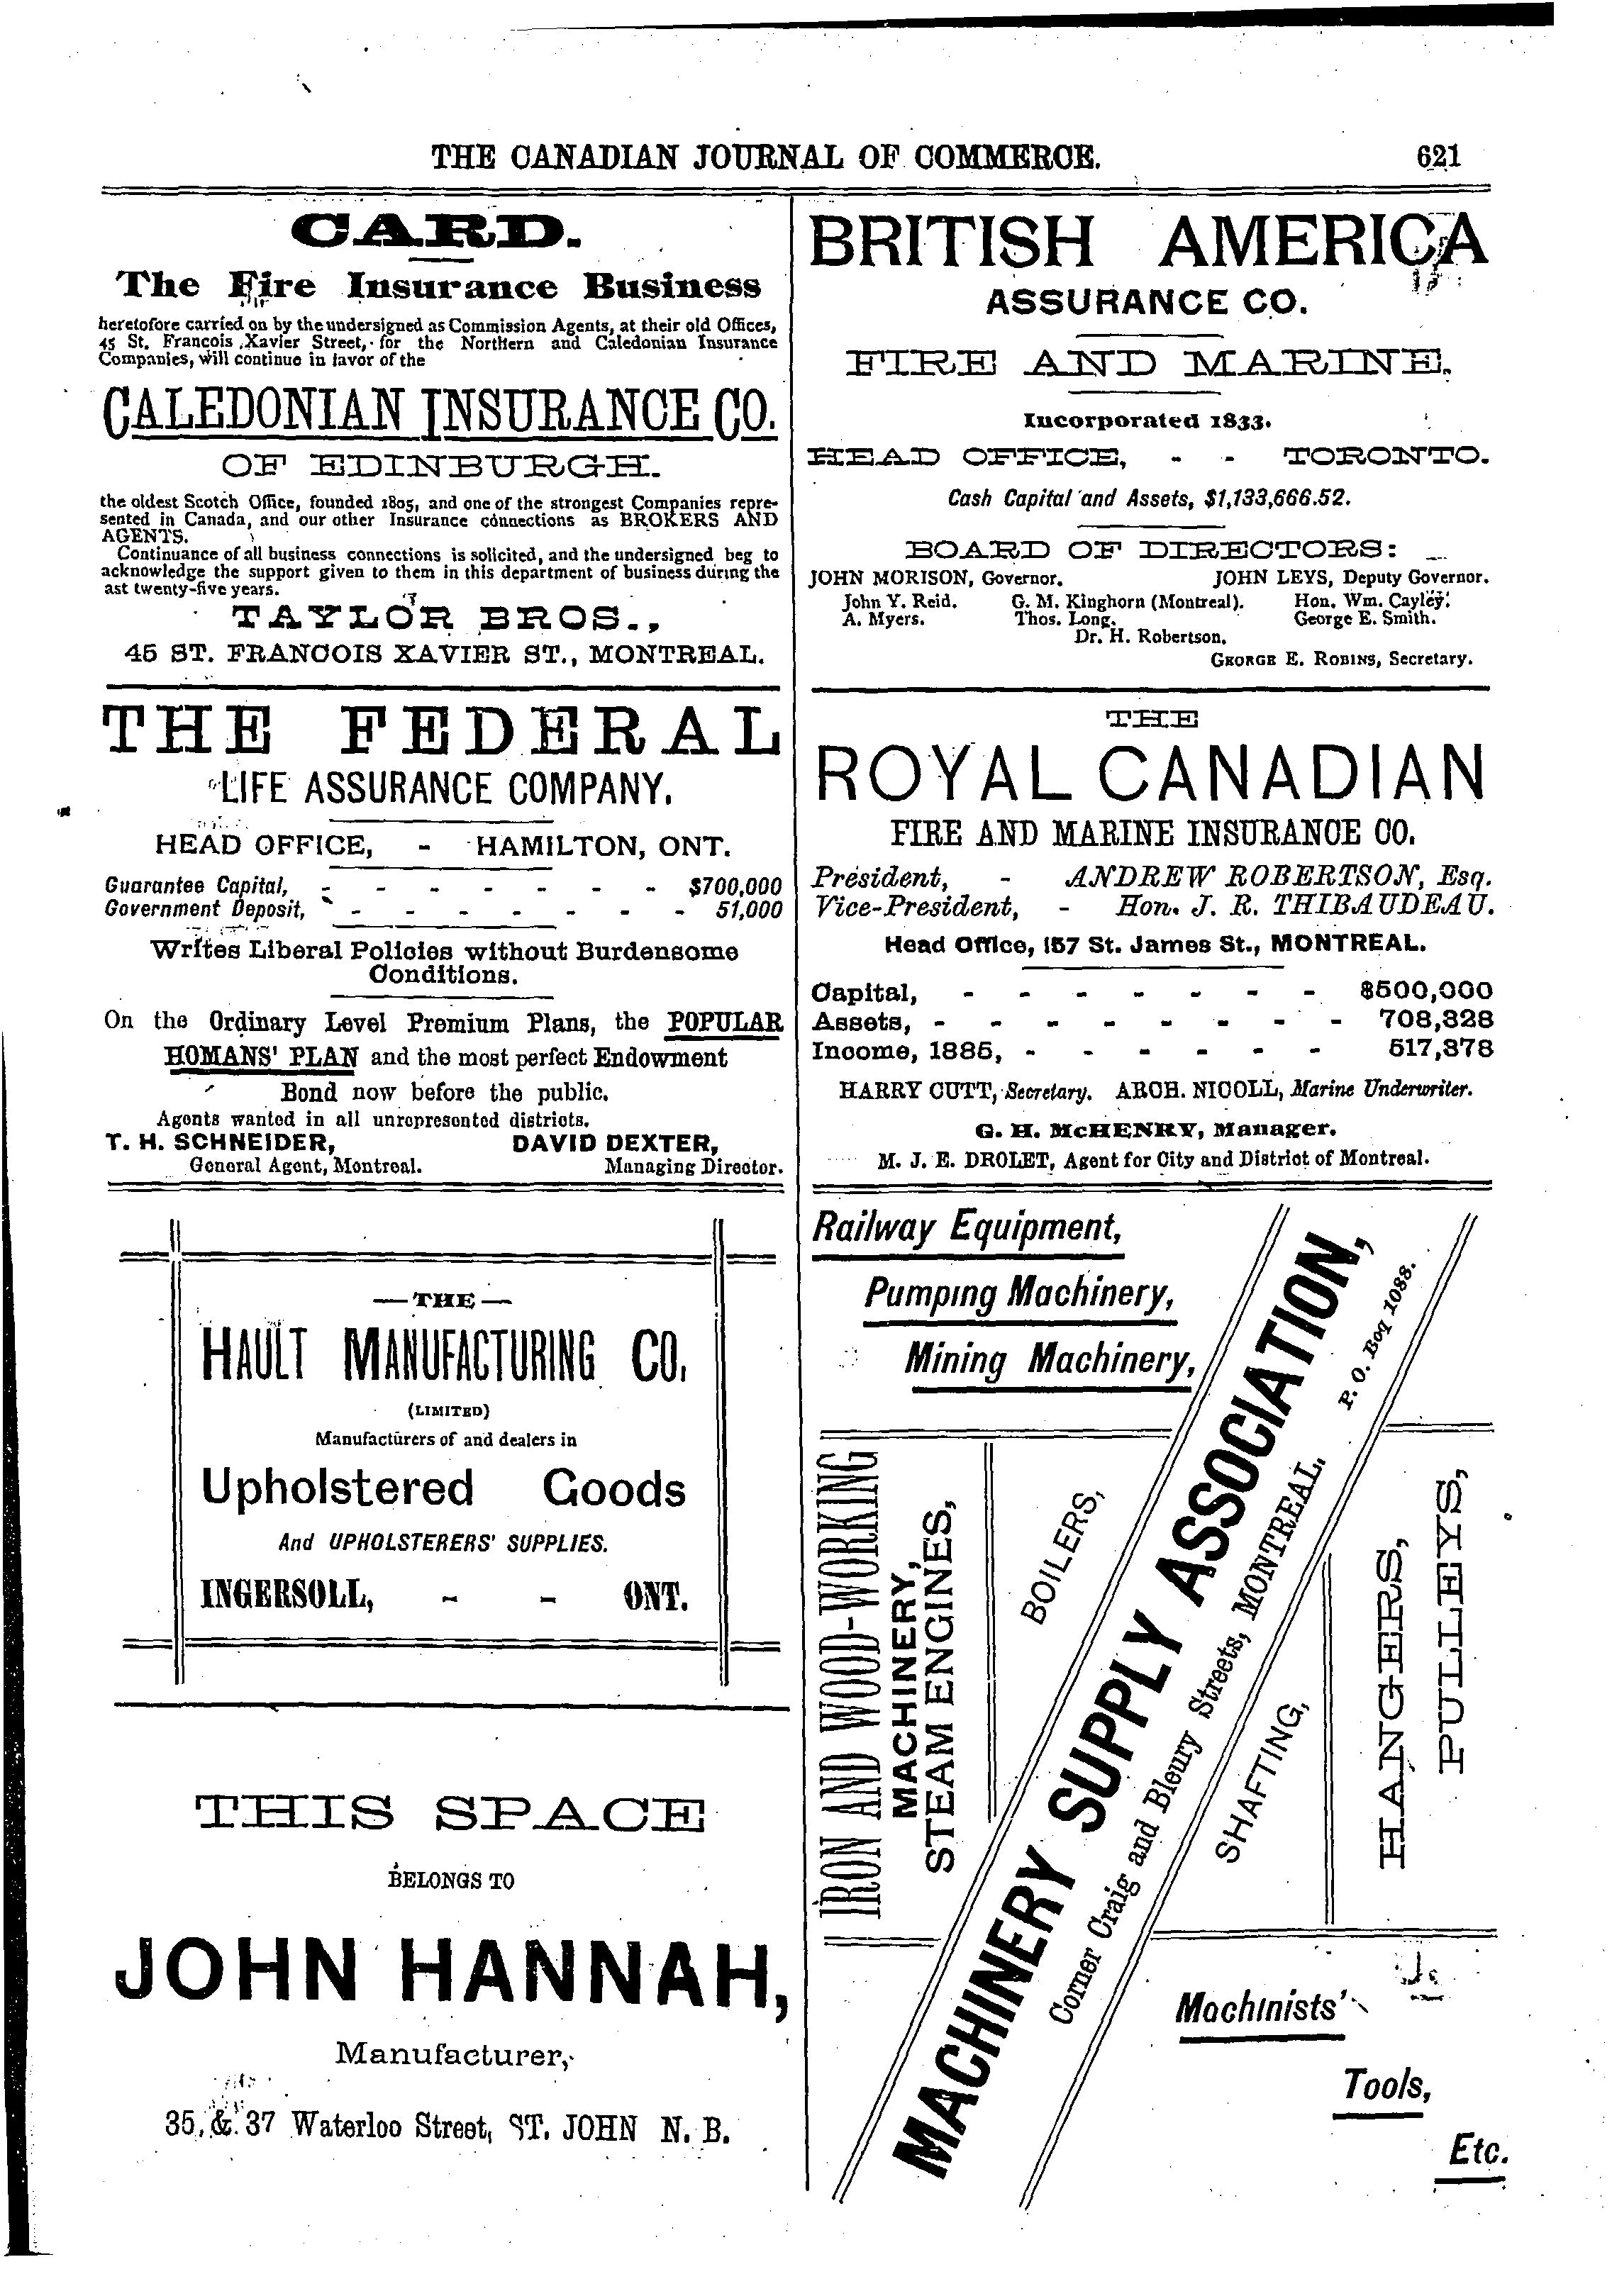 THE CANADIAN JOURNAL OF COMMERCE. 621
CARD.
The Fire Insurance Business
heretofore carried on by the undersigned as Commission Agents, at their old Offices,
45 St. Francois Xavier Street, for the Northern and Caledonian Insurance
Companies, will continue in favor of the
CALEDONIAN INSURANCE CO.
OF EDINBURGH.
the oldest Scotch Office, founded 1805, and one of the strongest Companies repre-
sented in Canada, and our other Insurance connections as BROKERS AND
AGENTS.
Continuance of all business connections is solicited, and the undersigned beg to
acknowledge the support given to them in this department of business during the
ast twenty-five years.
TAYLOR BROS.,
45 ST. FRANCOIS XAVIER ST., MONTREAL.
THE FEDERAL
LIFE ASSURANCE COMPANY.
HEAD OFFICE, - HAMILTON, ONT.
Guarantee Capital, - - - - - - - $700,000
Government Deposit, - - - - - - - 51,000
Writes Liberal Policies without Burdensome
Conditions.
On the Ordinary Level Premium Plans, the POPULAR
HOMANS' PLAN and the most perfect Endowment
Bond now before the public.
Agents wanted in all unrepresented districts.
T. H. SCHNEIDER, DAVID DEXTER,
General Agent, Montreal. Managing Director.
— THE —
HAULT MANUFACTURING CO.
(LIMITED)
Manufacturers of and dealers in
Upholstered Goods
And UPHOLSTERERS' SUPPLIES.
INGERSOLL, - - ONT.
THIS SPACE
BELONGS TO
JOHN HANNAH,
Manufacturer,
35, & 37 Waterloo Street, ST. JOHN N. B.
BRITISH AMERICA
ASSURANCE CO.
FIRE AND MARINE.
Incorporated 1833.
HEAD OFFICE, - - TORONTO.
Cash Capital and Assets, $1,133,666.52.
BOARD OF DIRECTORS:
JOHN MORISON, Governor. JOHN LEYS, Deputy Governor.
John Y. Reid. G. M. Kinghorn (Montreal). Hon. Wm. Cayley.
A. Myers. Thos. Long. George E. Smith.
Dr. H. Robertson.
GEORGE E. ROBINS, Secretary.
THE
ROYAL CANADIAN
FIRE AND MARINE INSURANCE CO.
President, - ANDREW ROBERTSON, Esq.
Vice-President, - Hon. J. R. THIBAUDEAU.
Head Office, 157 St. James St., MONTREAL.
Capital, - - - - - - - $500,000
Assets, - - - - - - - - 708,828
Income, 1885, - - - - - - 517,378
HARRY CUTT, Secretary. ARCH. NICOLL, Marine Underwriter.
G. H. McHENRY, Manager.
M. J. E. DROLET, Agent for City and District of Montreal.
Railway Equipment,
Pumping Machinery,
Mining Machinery,
IRON AND WOOD-WORKING
MACHINERY,
STEAM ENGINES,
BOILERS,
MACHINERY SUPPLY ASSOCIATION,
Corner Craig and Bleury Streets, MONTREAL.
P. O. Boq 1088.
SHAFTING,
HANGERS,
PULLEYS,
Machinists'
Tools,
Etc.